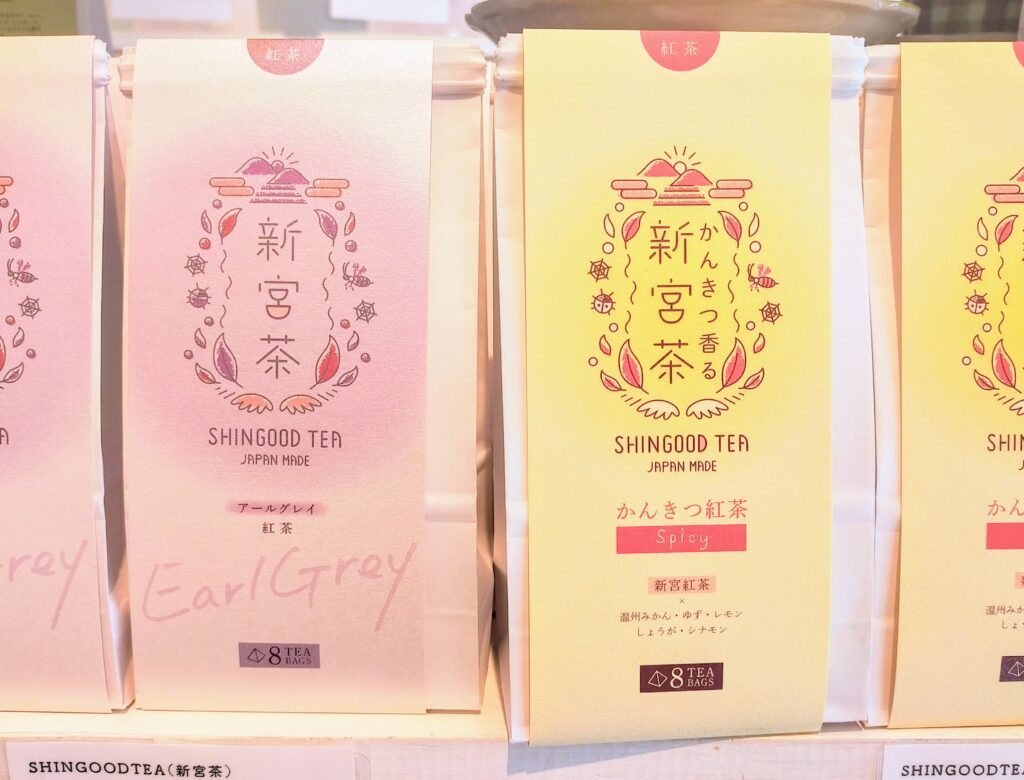 紅茶
新宮茶
SHINGOOD TEA
JAPAN MADE
アールグレイ
紅茶
EarlGrey
8 TEA BAGS
紅茶
かんきつ香る
新宮茶
SHINGOOD TEA
JAPAN MADE
かんきつ紅茶
Spicy
新宮紅茶
×
温州みかん・ゆず・レモン
しょうが・シナモン
8 TEA BAGS
SHINGOODTEA(新宮茶)
SHINGOODTEA